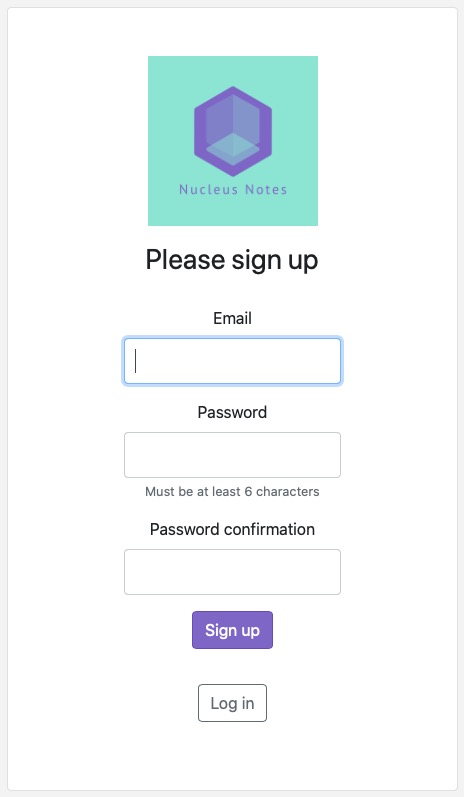 Nucleus Notes
Please sign up
Email
Password
Must be at least 6 characters
Password confirmation
Sign up
Log in